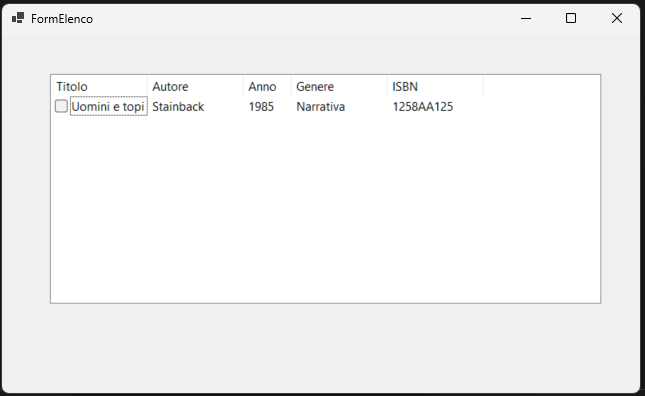 FormElenco
Titolo Autore Anno Genere ISBN
Uomini e topi Stainback 1985 Narrativa 1258AA125